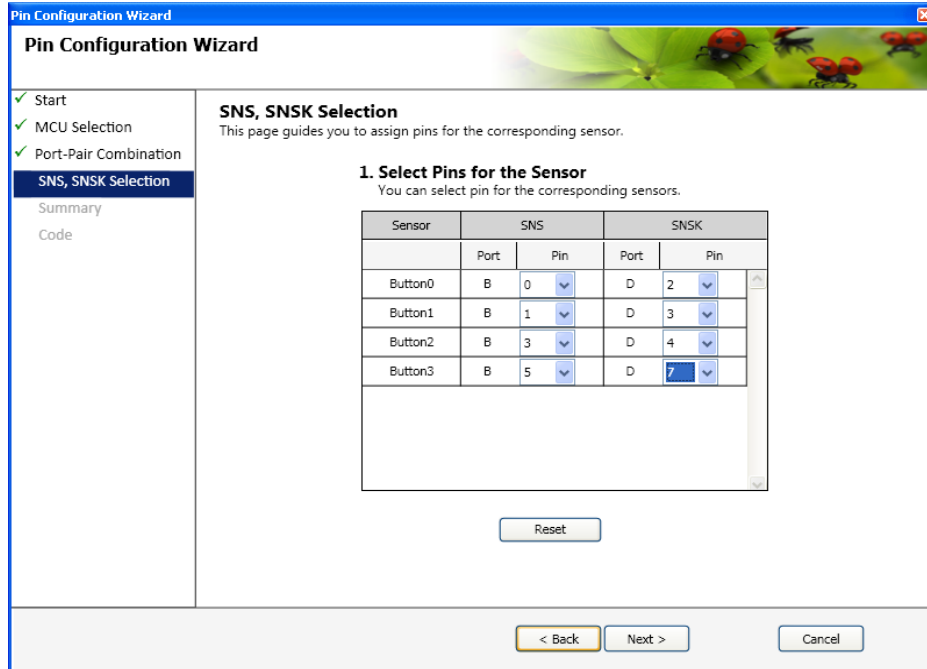 Pin Configuration Wizard
Pin Configuration Wizard
Start
MCU Selection
Port-Pair Combination
SNS, SNSK Selection
Summary
Code
SNS, SNSK Selection
This page guides you to assign pins for the corresponding sensor.
1. Select Pins for the Sensor
You can select pin for the corresponding sensors.
Sensor SNS SNSK
Port Pin Port Pin
Button0 B 0 D 2
Button1 B 1 D 3
Button2 B 3 D 4
Button3 B 5 D 7
Reset
< Back Next > Cancel